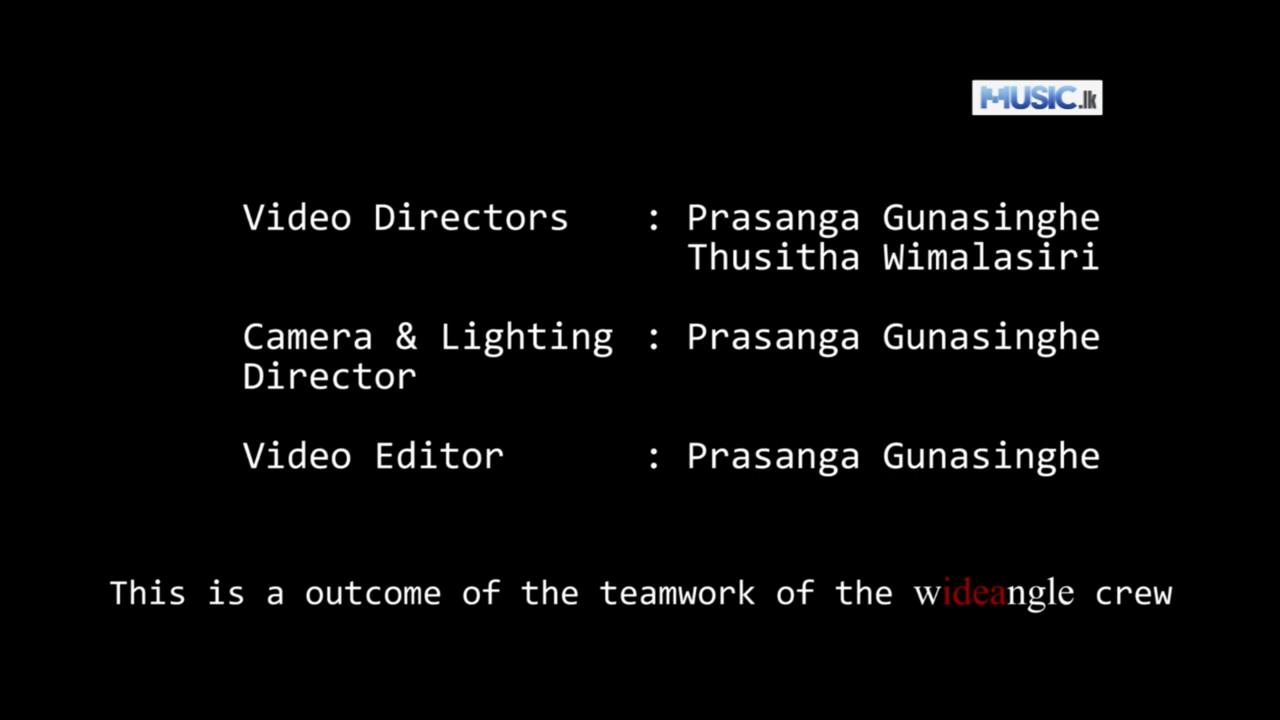 MUSIC.lk
Video Directors : Prasanga Gunasinghe
Thusitha Wimalasiri
Camera & Lighting : Prasanga Gunasinghe
Director
Video Editor : Prasanga Gunasinghe
This is a outcome of the teamwork of the wideangle crew